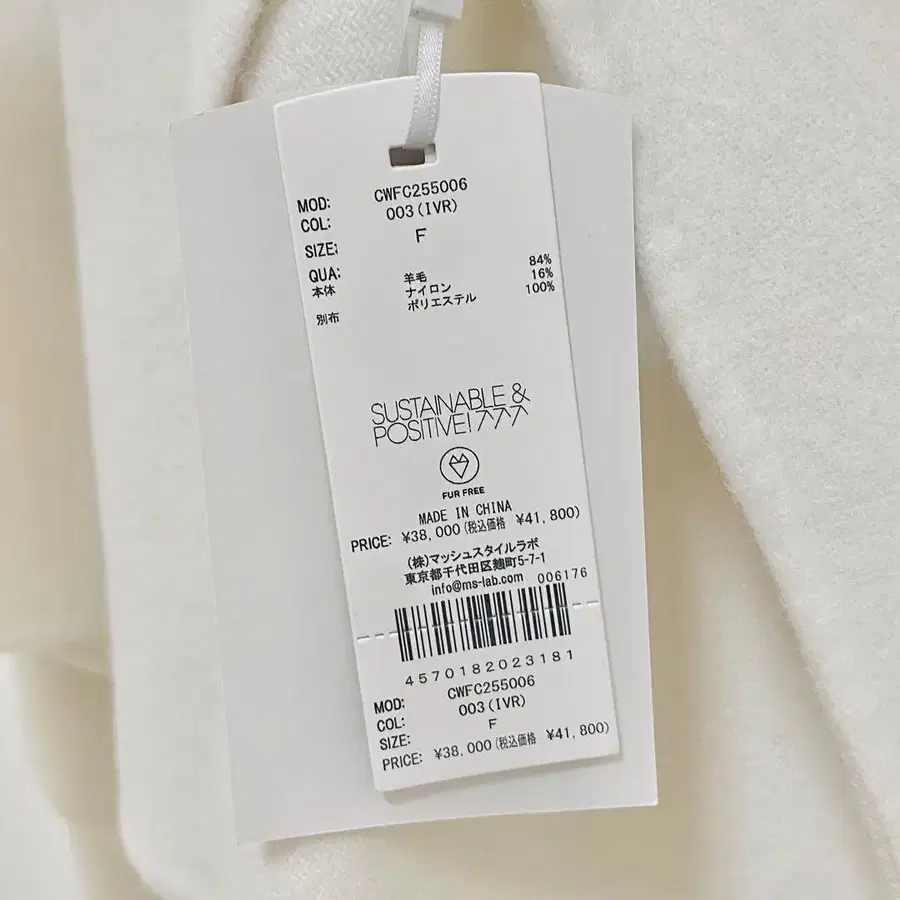 MOD: CWFC255006
COL: 003(IVR)
SIZE: F
QUA:
本体 羊毛 84%
ナイロン 16%
別布 ポリエステル 100%
SUSTAINABLE &
POSITIVE!
FUR FREE
MADE IN CHINA
PRICE: ¥38,000(税込価格 ¥41,800)
(株)マッシュスタイルラボ
東京都千代田区麹町5-7-1
info@ms-lab.com 006176
4570182023181
MOD: CWFC255006
COL: 003(IVR)
SIZE: F
PRICE: ¥38,000(税込価格 ¥41,800)